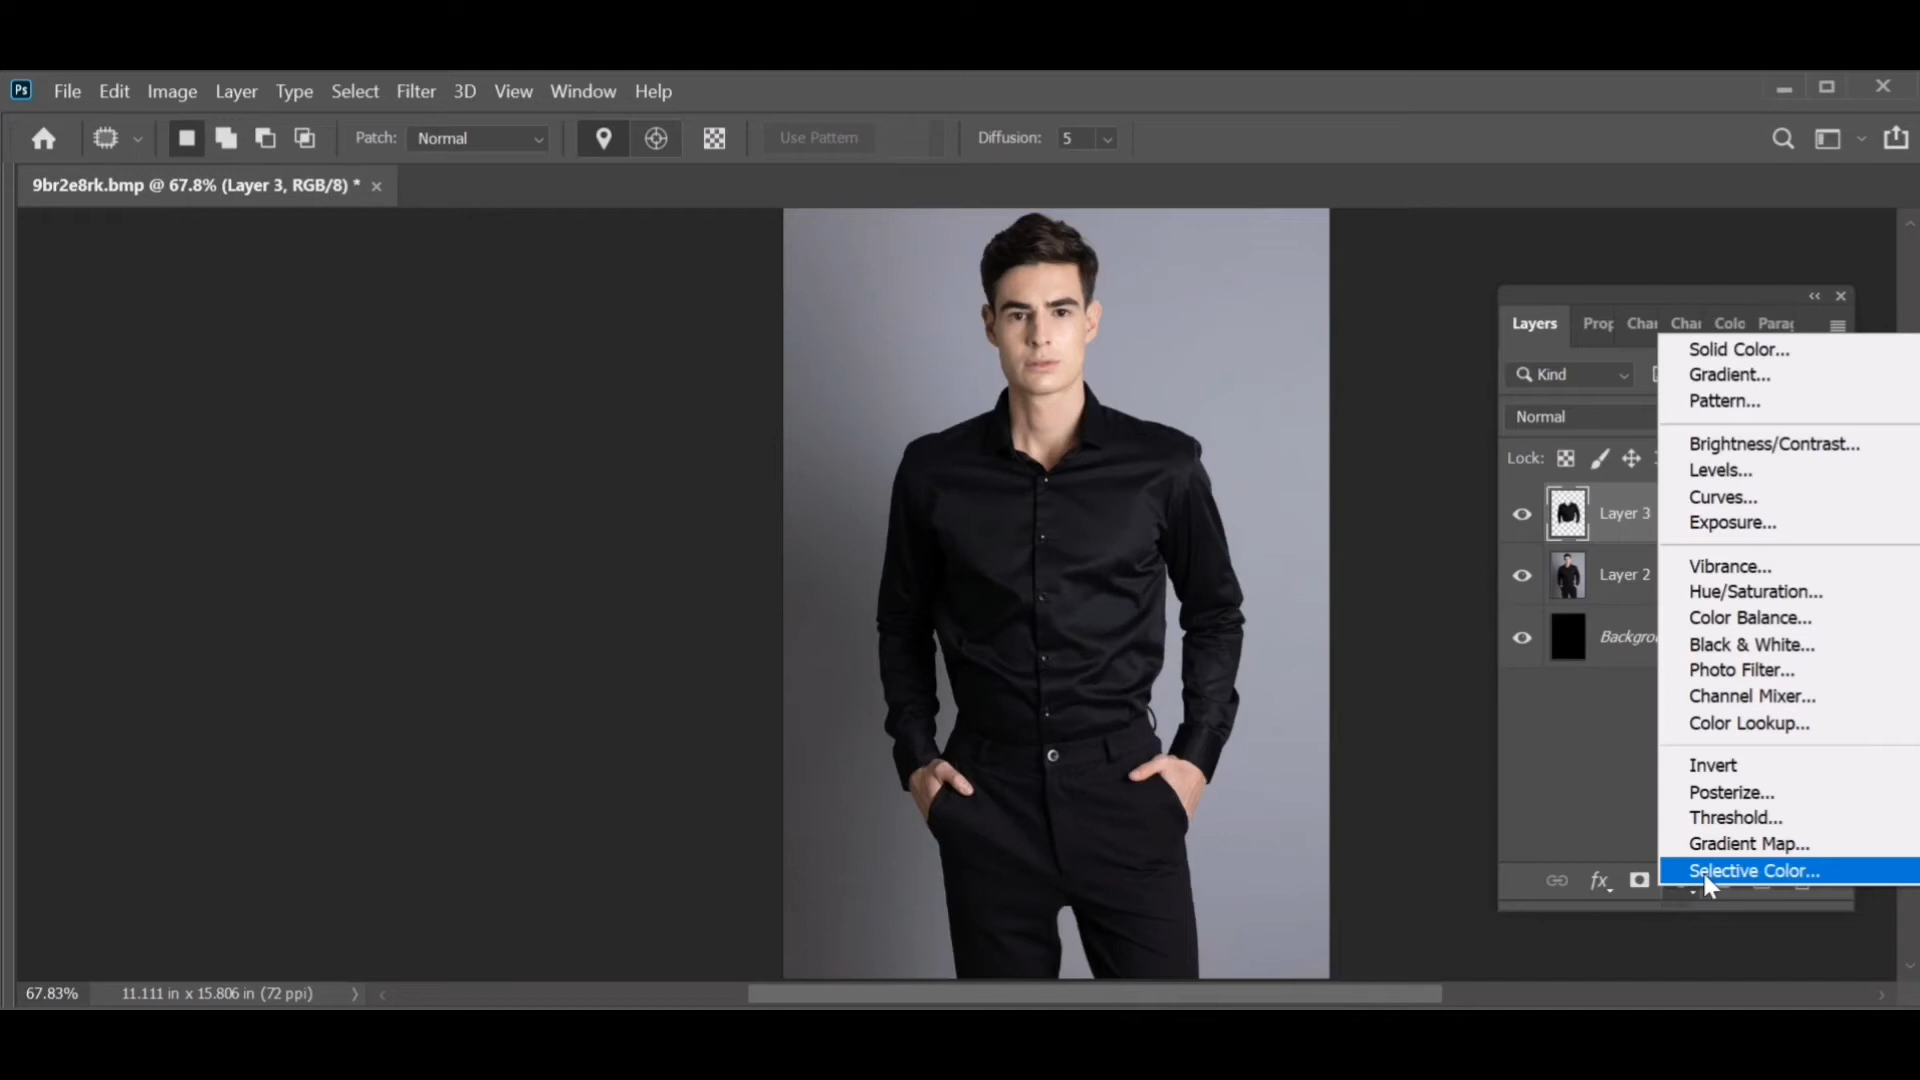 Ps File Edit Image Layer Type Select Filter 3D View Window Help
Patch: Normal Use Pattern Diffusion: 5
9br2e8rk.bmp @ 67.8% (Layer 3, RGB/8) *
Layers Prop Char Char Colo Parag
Kind
Normal
Lock:
Layer 3
Layer 2
Backgro
fx
Solid Color...
Gradient...
Pattern...
Brightness/Contrast...
Levels...
Curves...
Exposure...
Vibrance...
Hue/Saturation...
Color Balance...
Black & White...
Photo Filter...
Channel Mixer...
Color Lookup...
Invert
Posterize...
Threshold...
Gradient Map...
Selective Color...
67.83% 11.111 in x 15.806 in (72 ppi)